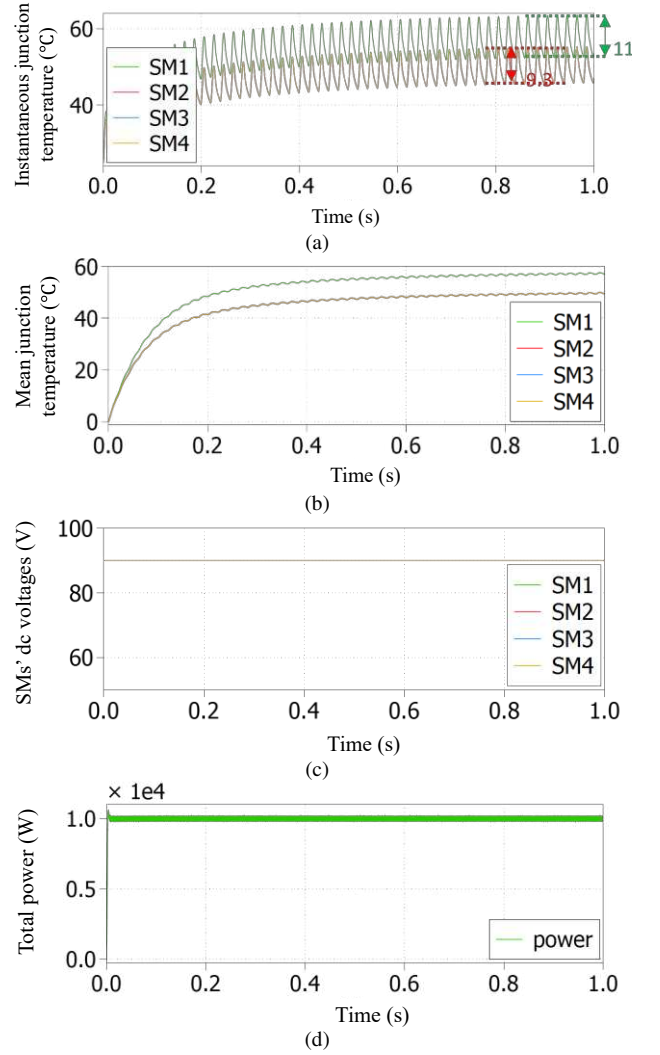 Instantaneous junction
temperature (℃)
60
40
SM1
SM2
SM3
SM4
11
9.3
0.0 0.2 0.4 0.6 0.8 1.0
Time (s)
(a)
Mean junction
temperature (℃)
60
40
20
0
SM1
SM2
SM3
SM4
0.0 0.2 0.4 0.6 0.8 1.0
Time (s)
(b)
SMs' dc voltages (V)
100
80
60
SM1
SM2
SM3
SM4
0.0 0.2 0.4 0.6 0.8 1.0
Time (s)
(c)
× 1e4
Total power (W)
1.0
0.5
0.0
power
0.0 0.2 0.4 0.6 0.8 1.0
Time (s)
(d)